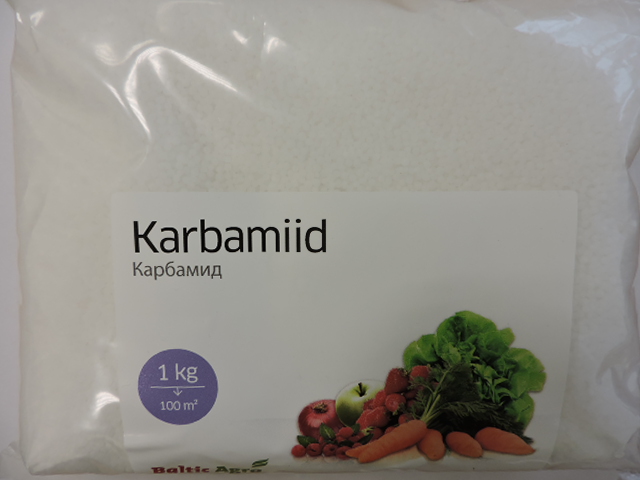 Karbamiid
Карбамид
1 kg
100 m²
Baltic Agro